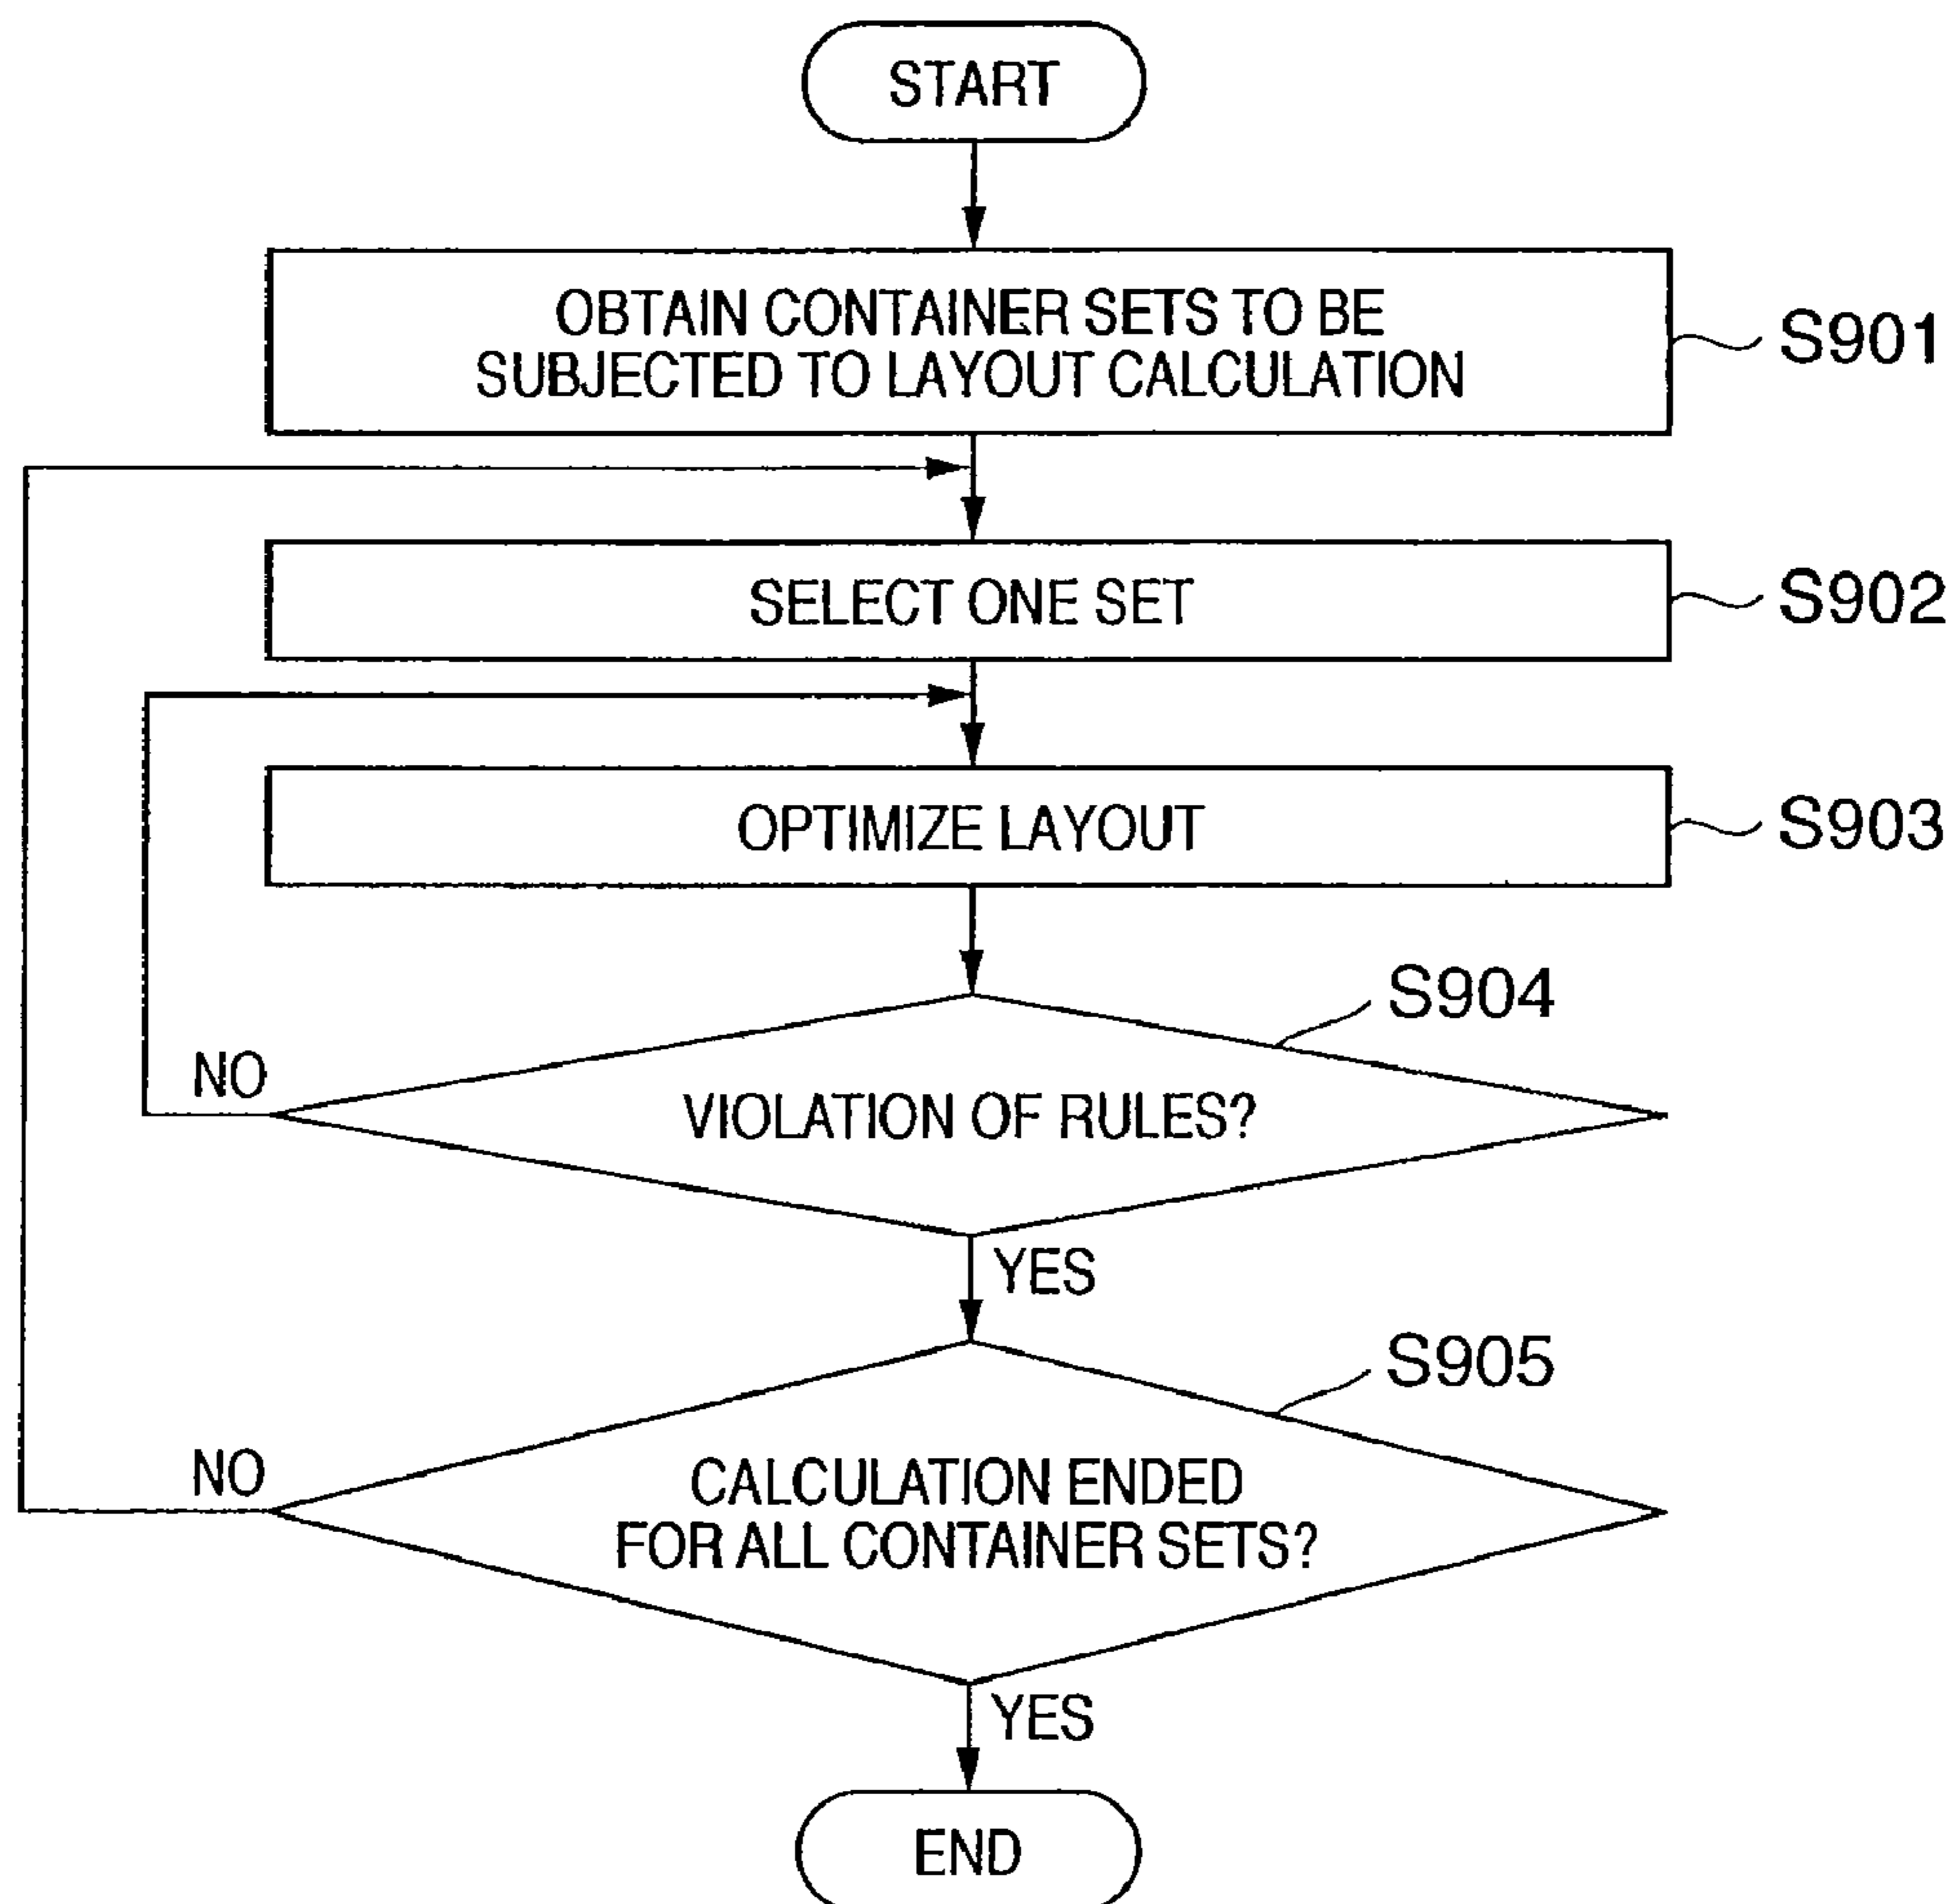 START
OBTAIN CONTAINER SETS TO BE
SUBJECTED TO LAYOUT CALCULATION
S901
SELECT ONE SET
S902
OPTIMIZE LAYOUT
S903
S904
NO
VIOLATION OF RULES?
YES
S905
NO
CALCULATION ENDED
FOR ALL CONTAINER SETS?
YES
END